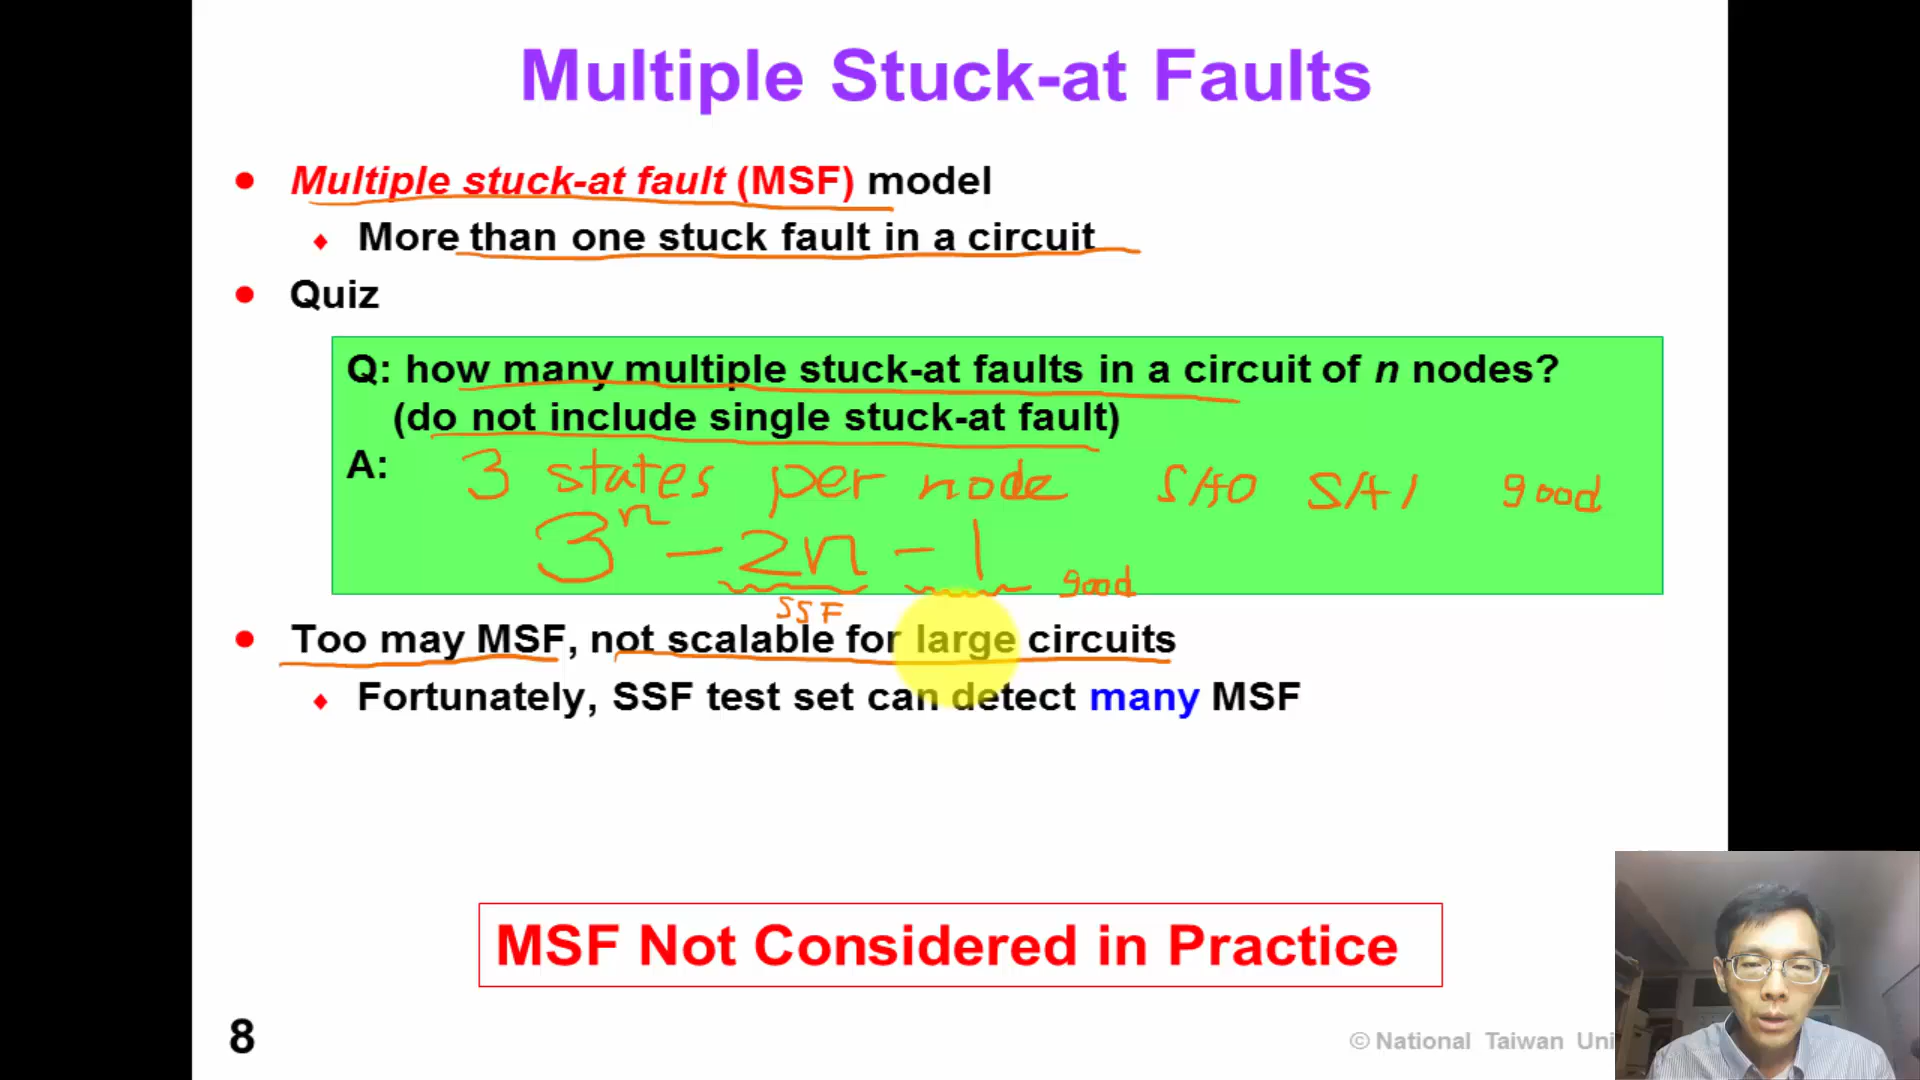 Multiple Stuck-at Faults
• Multiple stuck-at fault (MSF) model
♦ More than one stuck fault in a circuit
• Quiz
Q: how many multiple stuck-at faults in a circuit of n nodes?
(do not include single stuck-at fault)
A: 3 states per node SA0 SA1 good
3ⁿ - 2n - 1 good
SSF
• Too may MSF, not scalable for large circuits
♦ Fortunately, SSF test set can detect many MSF
MSF Not Considered in Practice
8
© National Taiwan Uni